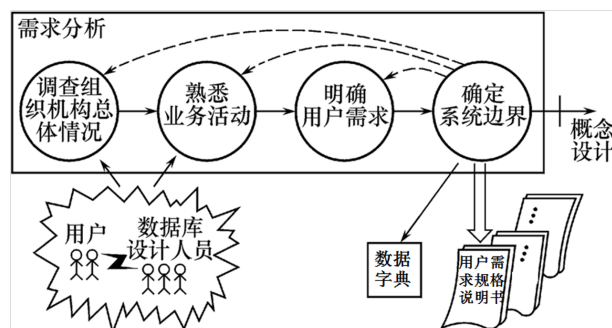 需求分析
调查组
织机构总
体情况
熟悉
业务活动
明确
用户需求
确定
系统边界
概念
设计
用户
数据库
设计人员
数据
字典
用户需
求规格
说明书